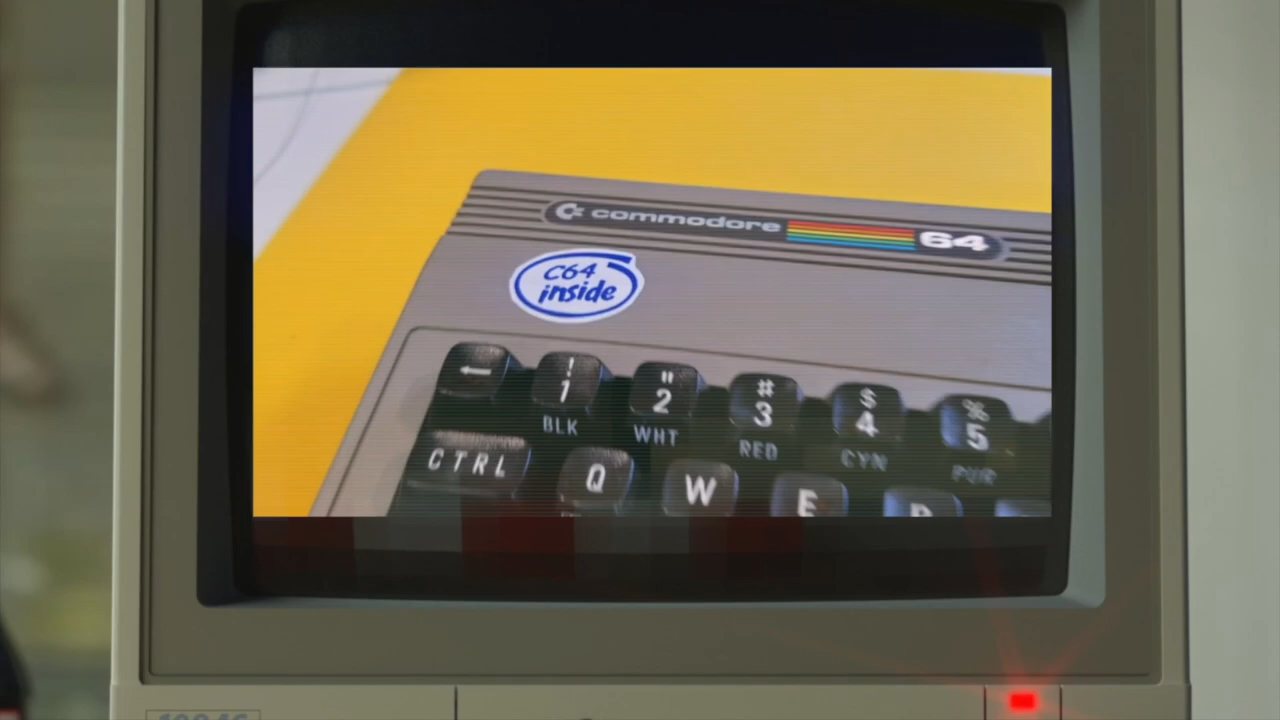 commodore 64
C64
inside
← ! 1 " 2 # 3 $ 4 % 5
BLK WHT RED CYN PUR
CTRL Q W E R